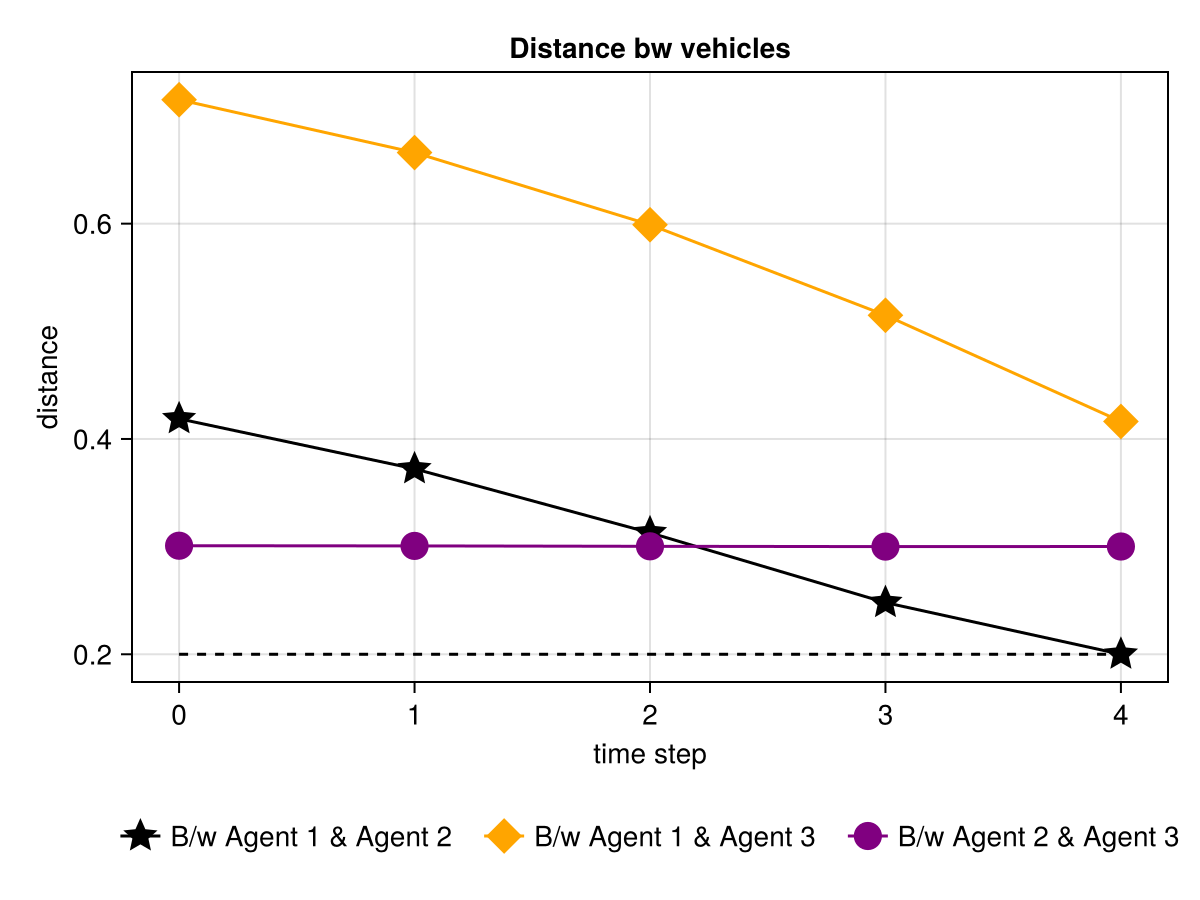 Distance bw vehicles
distance
0.6
0.4
0.2
0 1 2 3 4
time step
B/w Agent 1 & Agent 2 B/w Agent 1 & Agent 3 B/w Agent 2 & Agent 3